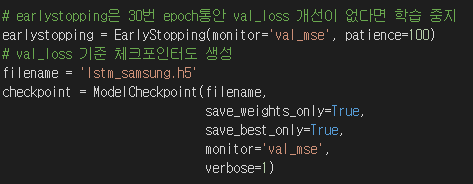 # earlystopping은 30번 epoch통안 val_loss 개선이 없다면 학습 중지
earlystopping = EarlyStopping(monitor='val_mse', patience=100)
# val_loss 기준 체크포인터도 생성
filename = 'lstm_samsung.h5'
checkpoint = ModelCheckpoint(filename,
save_weights_only=True,
save_best_only=True,
monitor='val_mse',
verbose=1)